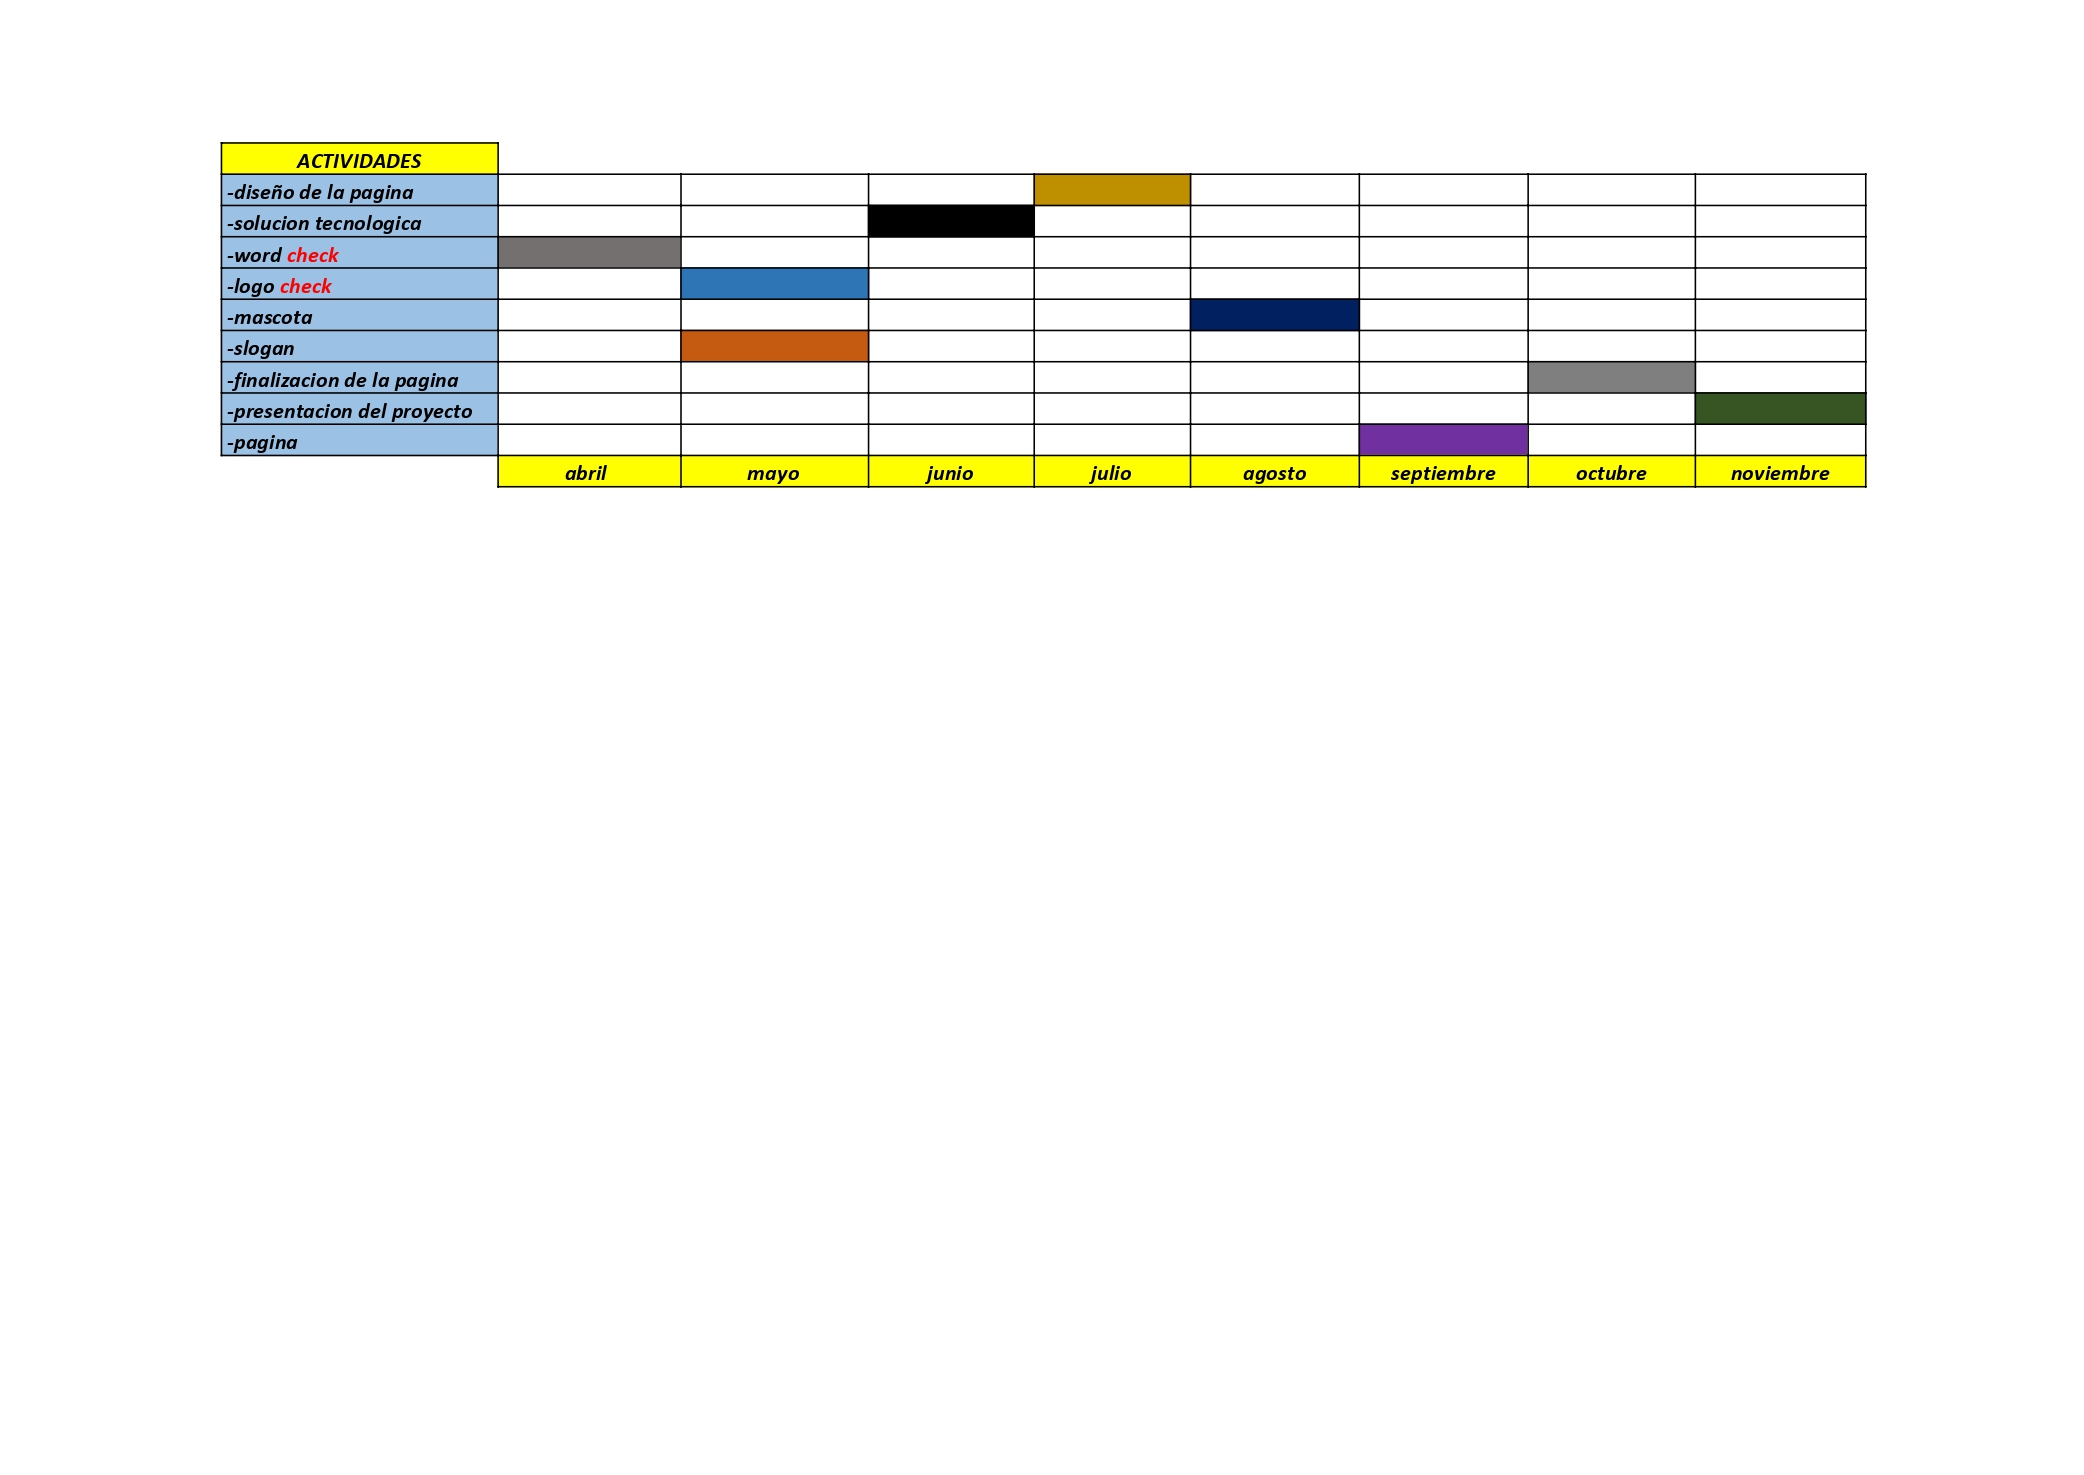 ACTIVIDADES
-diseño de la pagina
-solucion tecnologica
-word check
-logo check
-mascota
-slogan
-finalizacion de la pagina
-presentacion del proyecto
-pagina
abril mayo junio julio agosto septiembre octubre noviembre